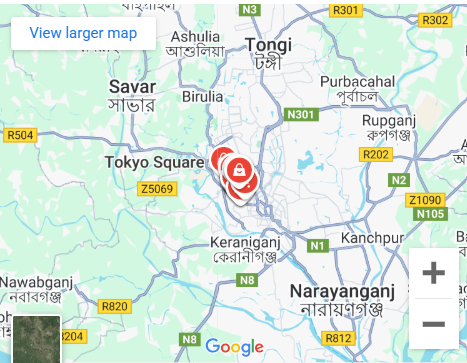 R301
R302
View larger map
Ashulia
আশুলিয়া
Tongi
টঙ্গী
Savar
সাভার
Birulia
Purbacahal
পূর্বাচল
N3
N301
Rupganj
রুপগঞ্জ
R504
Tokyo Square
R202
Z5069
N2
Z1090
N105
Keraniganj
কেরানীগঞ্জ
N1
Kanchpur
N8
Nawabganj
নবাবগঞ্জ
Narayanganj
নারায়ণগঞ্জ
R820
R812
N8
Google